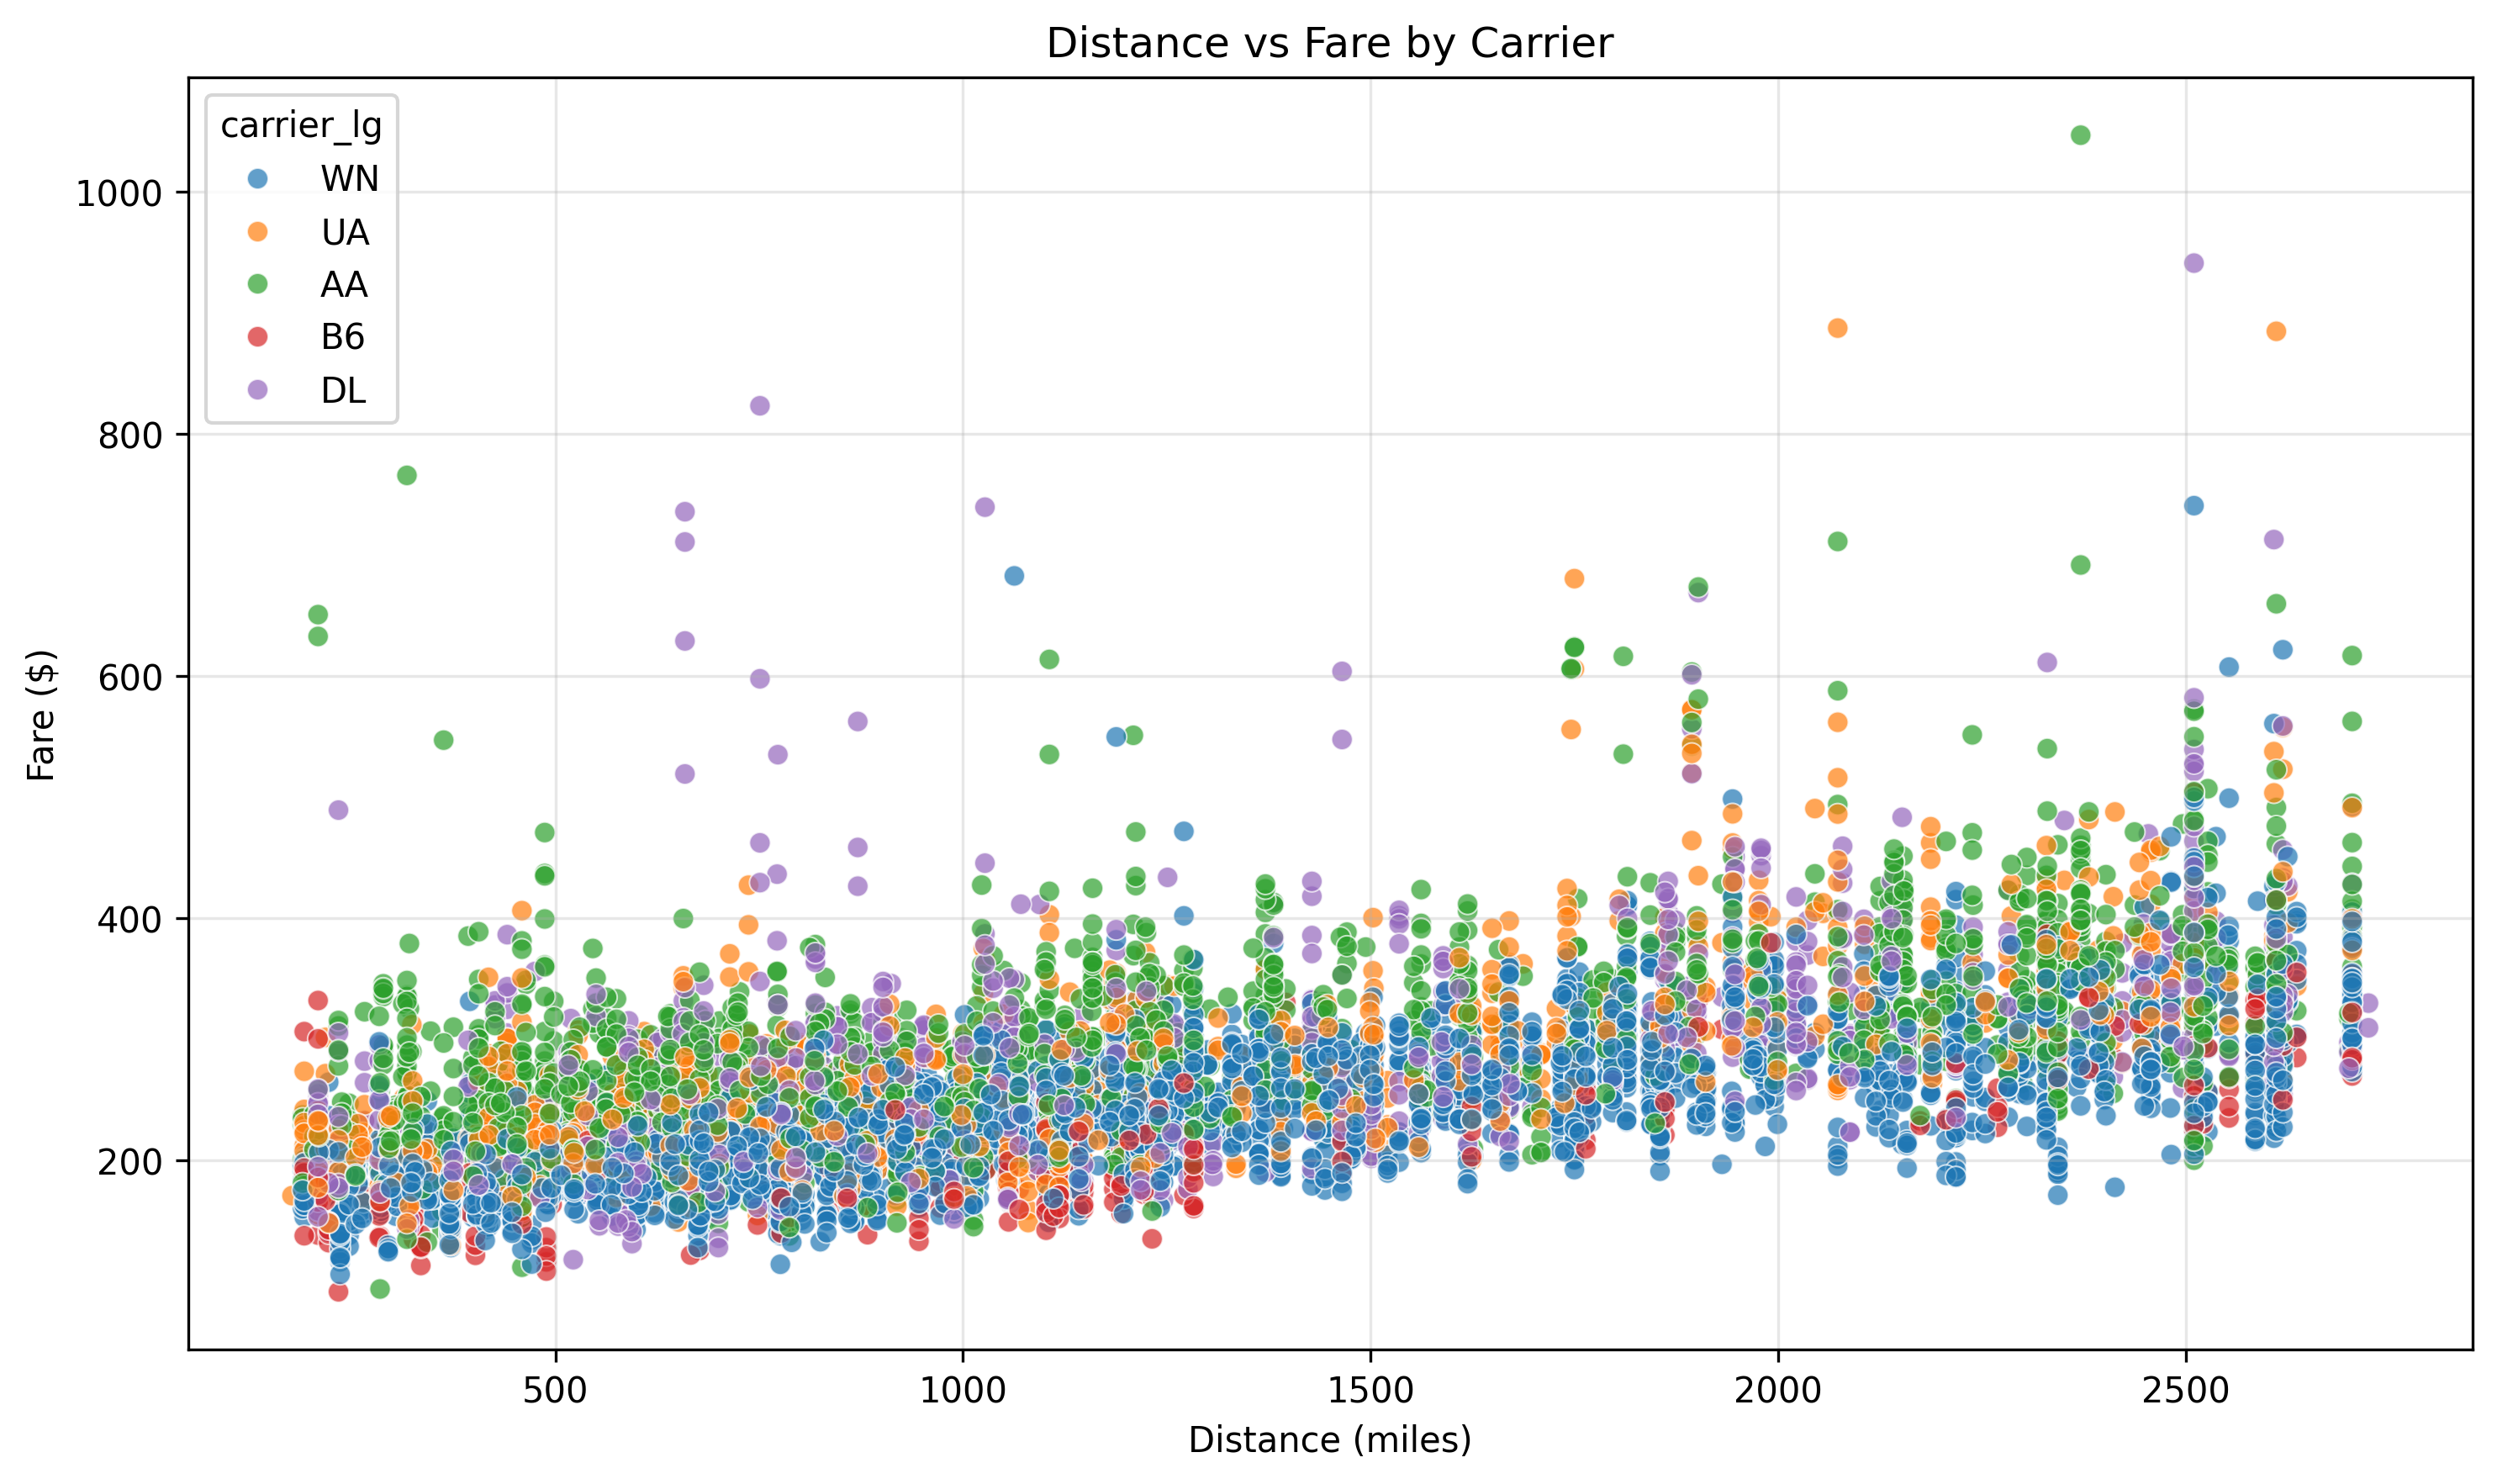 Distance vs Fare by Carrier
carrier_lg
WN
UA
AA
B6
DL
Fare ($)
1000
800
600
400
200
500
1000
1500
2000
2500
Distance (miles)